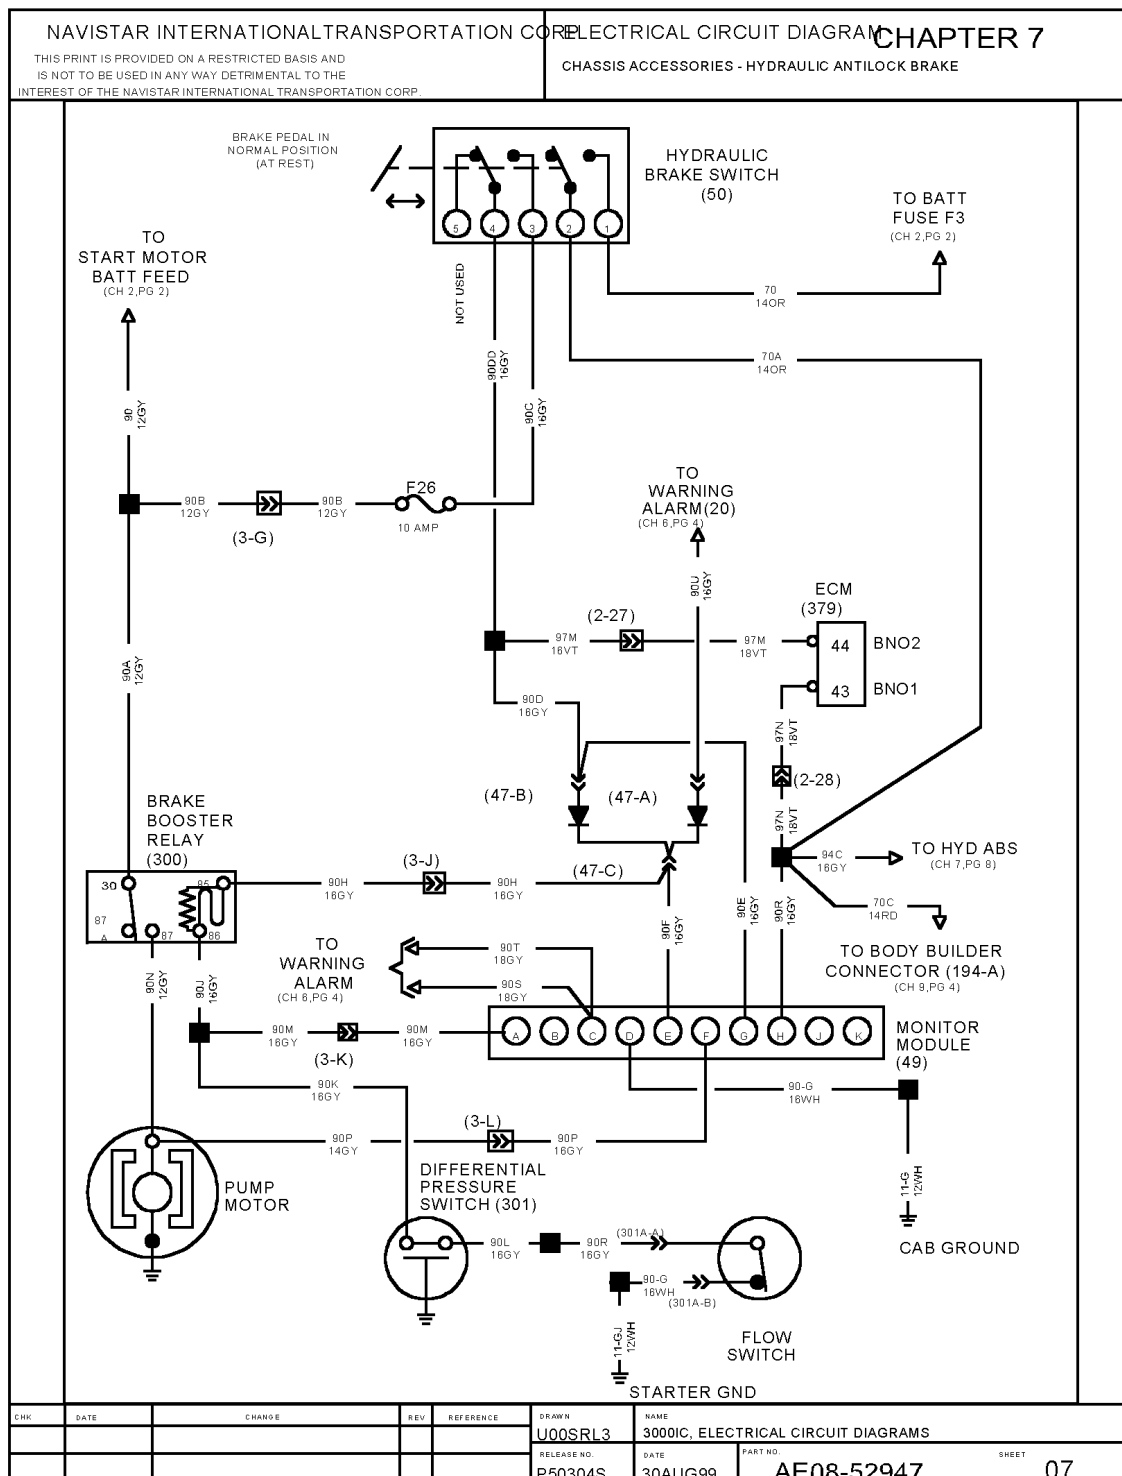 NAVISTAR INTERNATIONAL TRANSPORTATION CORP.
THIS PRINT IS PROVIDED ON A RESTRICTED BASIS AND
IS NOT TO BE USED IN ANY WAY DETRIMENTAL TO THE
INTEREST OF THE NAVISTAR INTERNATIONAL TRANSPORTATION CORP.
ELECTRICAL CIRCUIT DIAGRAM
CHAPTER 7
CHASSIS ACCESSORIES - HYDRAULIC ANTILOCK BRAKE
BRAKE PEDAL IN
NORMAL POSITION
(AT REST)
HYDRAULIC
BRAKE SWITCH
(50)
5 4 3 2 1
TO BATT
FUSE F3
(CH 2,PG 2)
TO
START MOTOR
BATT FEED
(CH 2,PG 2)
NOT USED
70
14OR
90DD
16GY
70A
14OR
90
12GY
90C
16GY
F26
10 AMP
90B
12GY
(3-G)
90B
12GY
TO
WARNING
ALARM(20)
(CH 6,PG 4)
90U
16GY
ECM
(379)
44 BNO2
43 BNO1
(2-27)
97M
16VT
97M
18VT
90A
12GY
90D
16GY
97N
18VT
(2-28)
97N
18VT
(47-B)
(47-A)
(47-C)
BRAKE
BOOSTER
RELAY
(300)
30
85
87
A
87
86
(3-J)
90H
16GY
90H
16GY
94C
16GY
TO HYD ABS
(CH 7,PG 8)
70C
14RD
TO BODY BUILDER
CONNECTOR (194-A)
(CH 9,PG 4)
90F
16GY
90E
16GY
90R
16GY
TO
WARNING
ALARM
(CH 6,PG 4)
90T
18GY
90S
18GY
90N
12GY
90J
16GY
90M
16GY
(3-K)
90M
16GY
A B C D E F G H J K
MONITOR
MODULE
(49)
90K
16GY
90-G
16WH
90P
14GY
(3-L)
90P
16GY
11-G
12WH
CAB GROUND
PUMP
MOTOR
DIFFERENTIAL
PRESSURE
SWITCH (301)
90L
16GY
90R
16GY
(301A-A)
90-G
16WH
(301A-B)
11-GJ
12WH
FLOW
SWITCH
STARTER GND
CHK DATE CHANGE REV REFERENCE
DRAWN
U00SRL3
NAME
3000IC, ELECTRICAL CIRCUIT DIAGRAMS
RELEASE NO.
P50304S
DATE
30AUG99
PART NO.
AE08-52947
SHEET
07